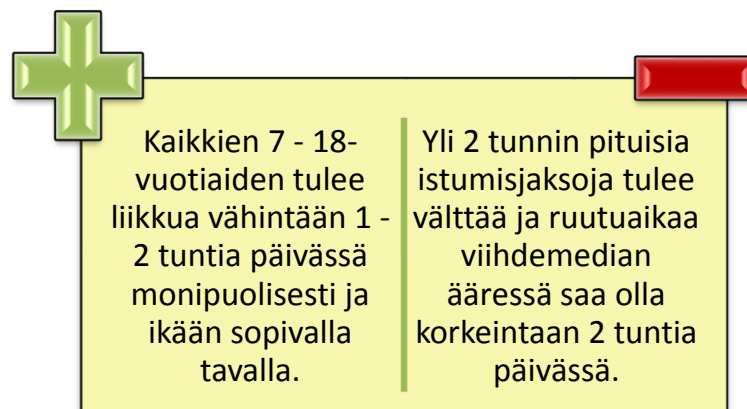 Kaikkien 7 - 18-
vuotiaiden tulee
liikkua vähintään 1 -
2 tuntia päivässä
monipuolisesti ja
ikään sopivalla
tavalla.
Yli 2 tunnin pituisia
istumisjaksoja tulee
välttää ja ruutuaikaa
viihdemedian
ääressä saa olla
korkeintaan 2 tuntia
päivässä.